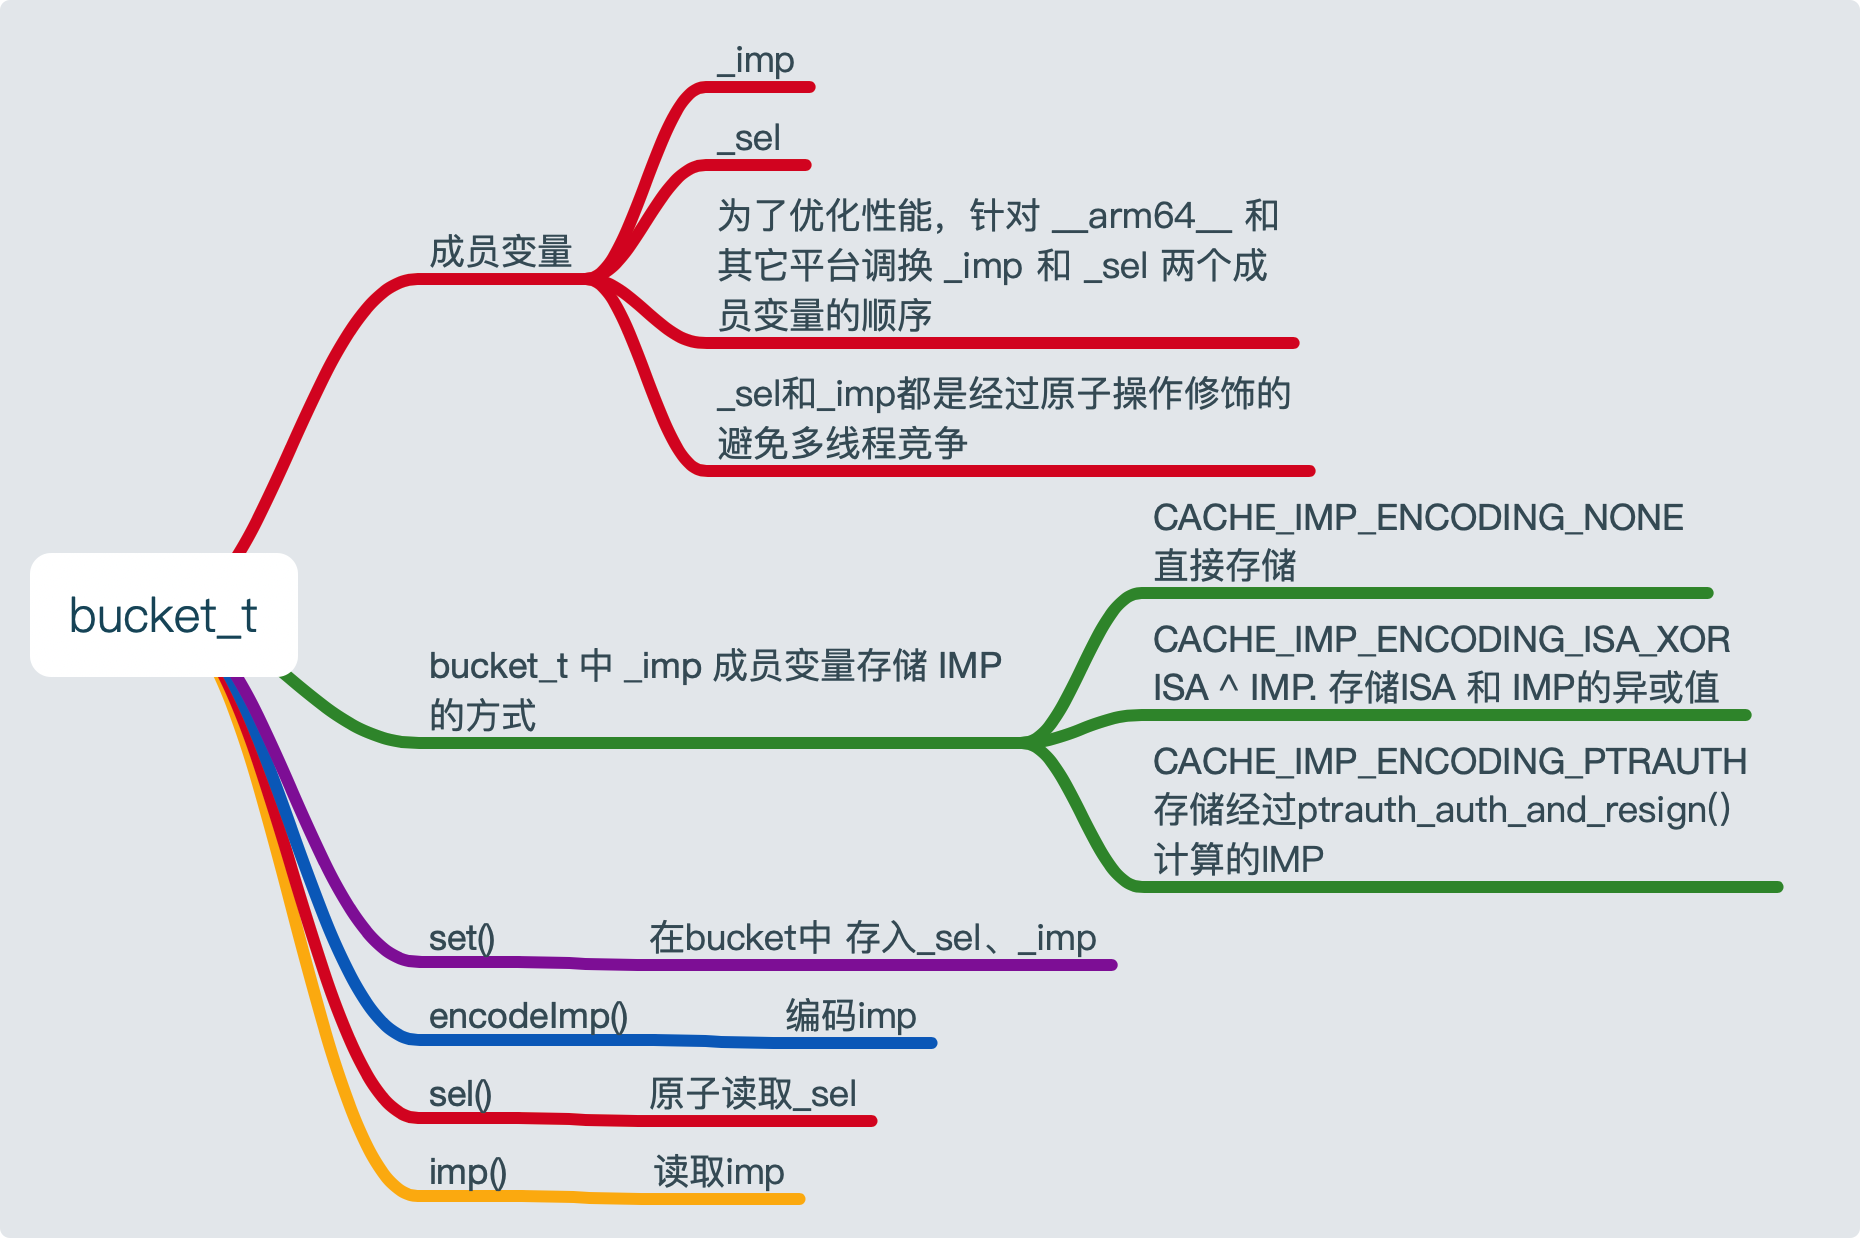 _imp
_sel
为了优化性能，针对 __arm64__ 和
其它平台调换 _imp 和 _sel 两个成
员变量的顺序
成员变量
_sel和_imp都是经过原子操作修饰的
避免多线程竞争
bucket_t
CACHE_IMP_ENCODING_NONE
直接存储
bucket_t 中 _imp 成员变量存储 IMP
的方式
CACHE_IMP_ENCODING_ISA_XOR
ISA ^ IMP. 存储ISA 和 IMP的异或值
CACHE_IMP_ENCODING_PTRAUTH
存储经过ptrauth_auth_and_resign()
计算的IMP
set() 在bucket中 存入_sel、_imp
encodeImp() 编码imp
sel() 原子读取_sel
imp() 读取imp